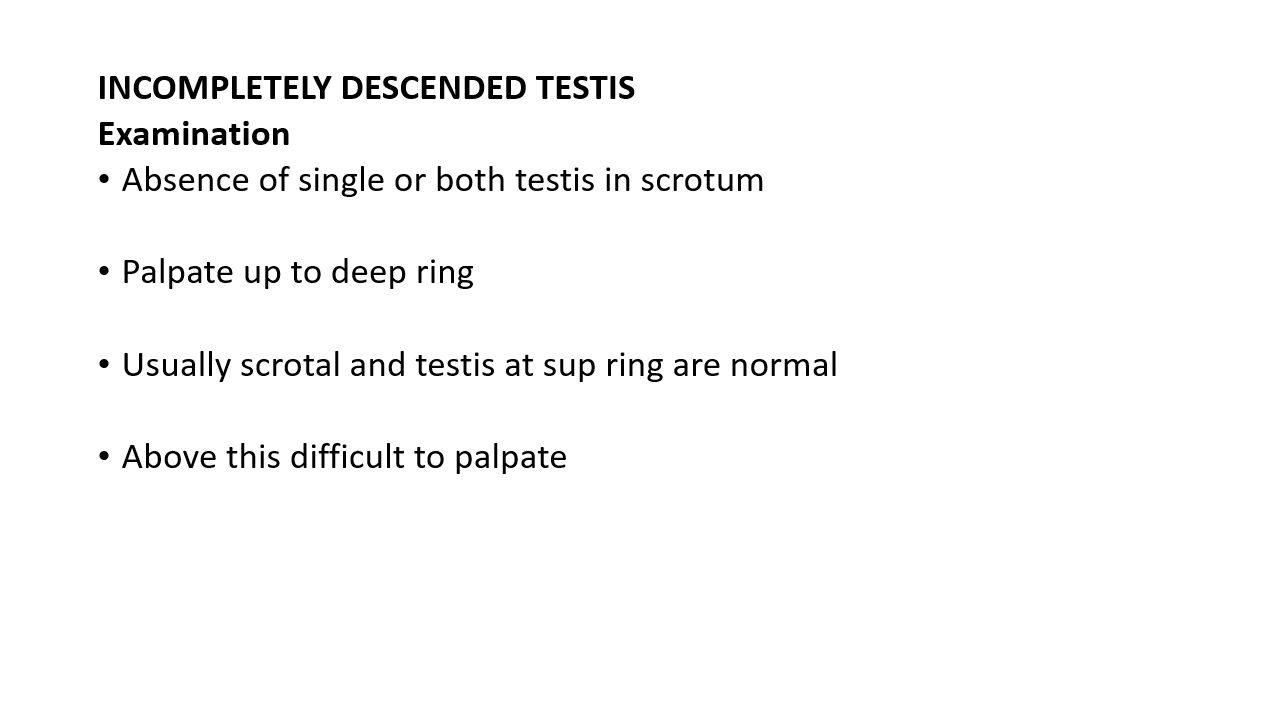 INCOMPLETELY DESCENDED TESTIS
Examination
• Absence of single or both testis in scrotum
• Palpate up to deep ring
• Usually scrotal and testis at sup ring are normal
• Above this difficult to palpate